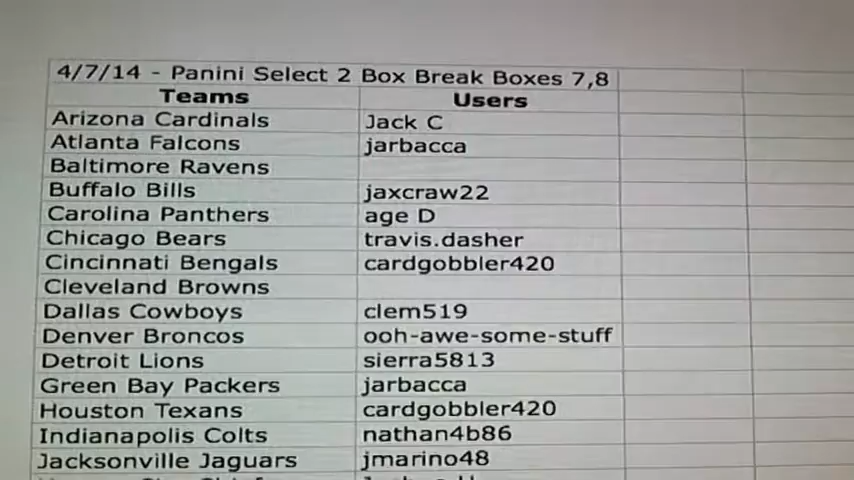 4/7/14 - Panini Select 2 Box Break Boxes 7,8
Teams Users
Arizona Cardinals Jack C
Atlanta Falcons jarbacca
Baltimore Ravens
Buffalo Bills jaxcraw22
Carolina Panthers age D
Chicago Bears travis.dasher
Cincinnati Bengals cardgobbler420
Cleveland Browns
Dallas Cowboys clem519
Denver Broncos ooh-awe-some-stuff
Detroit Lions sierra5813
Green Bay Packers jarbacca
Houston Texans cardgobbler420
Indianapolis Colts nathan4b86
Jacksonville Jaguars jmarino48